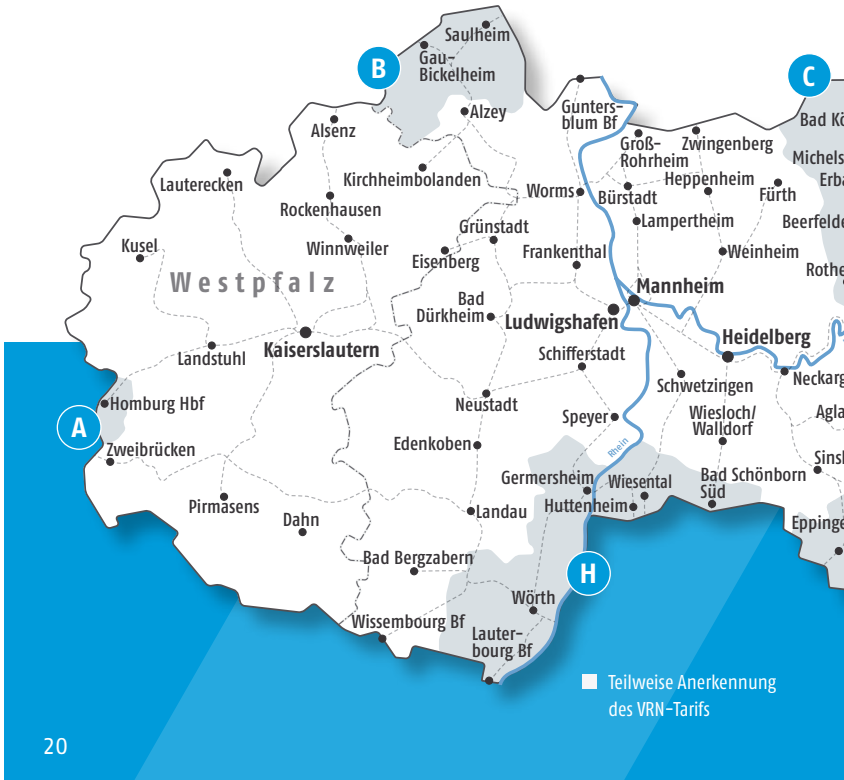 Saulheim
B
Gau-
Bickelheim
C
Alzey
Gunters-
blum Bf
Bad Kö
Alsenz
Groß-
Rohrheim
Zwingenberg
Michels
Kirchheimbolanden
Heppenheim
Erba
Lauterecken
Worms
Bürstadt
Fürth
Rockenhausen
Lampertheim
Beerfelde
Grünstadt
Kusel
Winnweiler
Eisenberg
Frankenthal
Weinheim
Rothe
Westpfalz
Mannheim
Bad
Dürkheim
Ludwigshafen
Heidelberg
Landstuhl
Kaiserslautern
Schifferstadt
Schwetzingen
Neckarg
Homburg Hbf
Neustadt
A
Speyer
Wiesloch/
Walldorf
Agla
Edenkoben
Rhein
Zweibrücken
Sinsh
Germersheim
Wiesental
Bad Schönborn
Süd
Pirmasens
Landau
Huttenheim
Dahn
Eppinge
Bad Bergzabern
H
Wörth
Wissembourg Bf
Lauter-
bourg Bf
Teilweise Anerkennung
des VRN-Tarifs
20